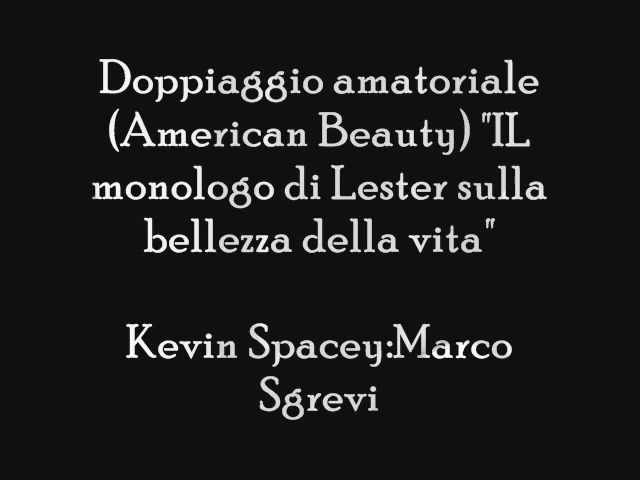 Doppiaggio amatoriale
(American Beauty) "IL
monologo di Lester sulla
bellezza della vita"
Kevin Spacey:Marco
Sgrevi